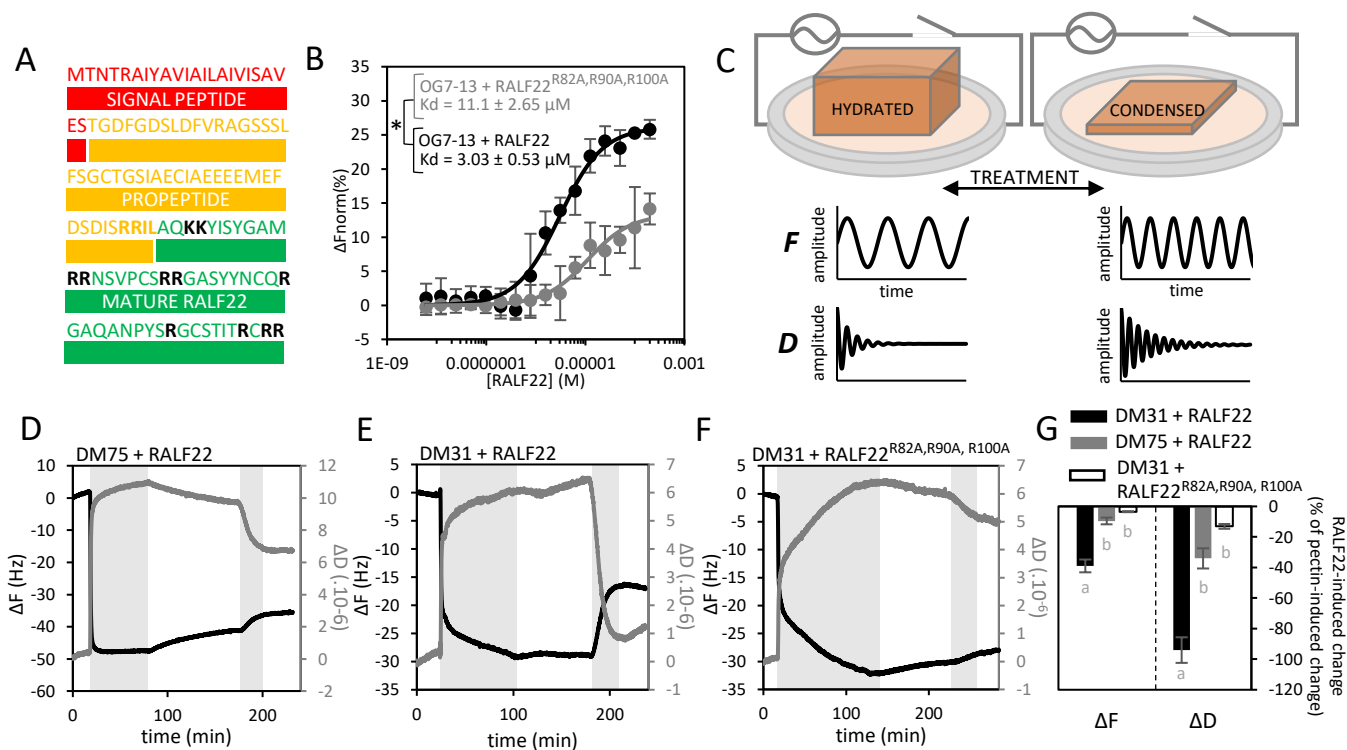 A
MTNTRAIYAVIAILAIVISAV
SIGNAL PEPTIDE
ESTGDFGDSLDFVRAGSSSL
FSGCTGSIAECIAEEEEMEF
PROPEPTIDE
DSDISRRILAQKKYISYGAM
RRNSVPCSRRGASYYNCQR
MATURE RALF22
GAQANPYSRGCSTITRCRR
B
OG7-13 + RALF22R82A,R90A,R100A
Kd = 11.1 ± 2.65 µM
*
OG7-13 + RALF22
Kd = 3.03 ± 0.53 µM
ΔFnorm(%)
35
30
25
20
15
10
5
0
-5
1E-09
0.0000001
0.00001
0.001
[RALF22] (M)
C
HYDRATED
CONDENSED
TREATMENT
F
amplitude
time
amplitude
time
D
amplitude
amplitude
D
DM75 + RALF22
ΔF (Hz)
10
0
-10
-20
-30
-40
-50
-60
12
10
8
6
4
2
0
-2
ΔD (.10-6)
0
100
200
time (min)
E
DM31 + RALF22
ΔF (Hz)
5
0
-5
-10
-15
-20
-25
-30
-35
7
6
5
4
3
2
1
0
-1
ΔD (.10-6)
0
100
200
time (min)
F
DM31 + RALF22R82A,R90A, R100A
ΔF (Hz)
5
0
-5
-10
-15
-20
-25
-30
-35
7
6
5
4
3
2
1
0
-1
ΔD (.10-6)
0
100
200
time (min)
G
DM31 + RALF22
DM75 + RALF22
DM31 +
RALF22R82A,R90A, R100A
0
-20
-40
-60
-80
-100
-120
RALF22-induced change
(% of pectin-induced change)
a
b
b
a
b
b
ΔF
ΔD